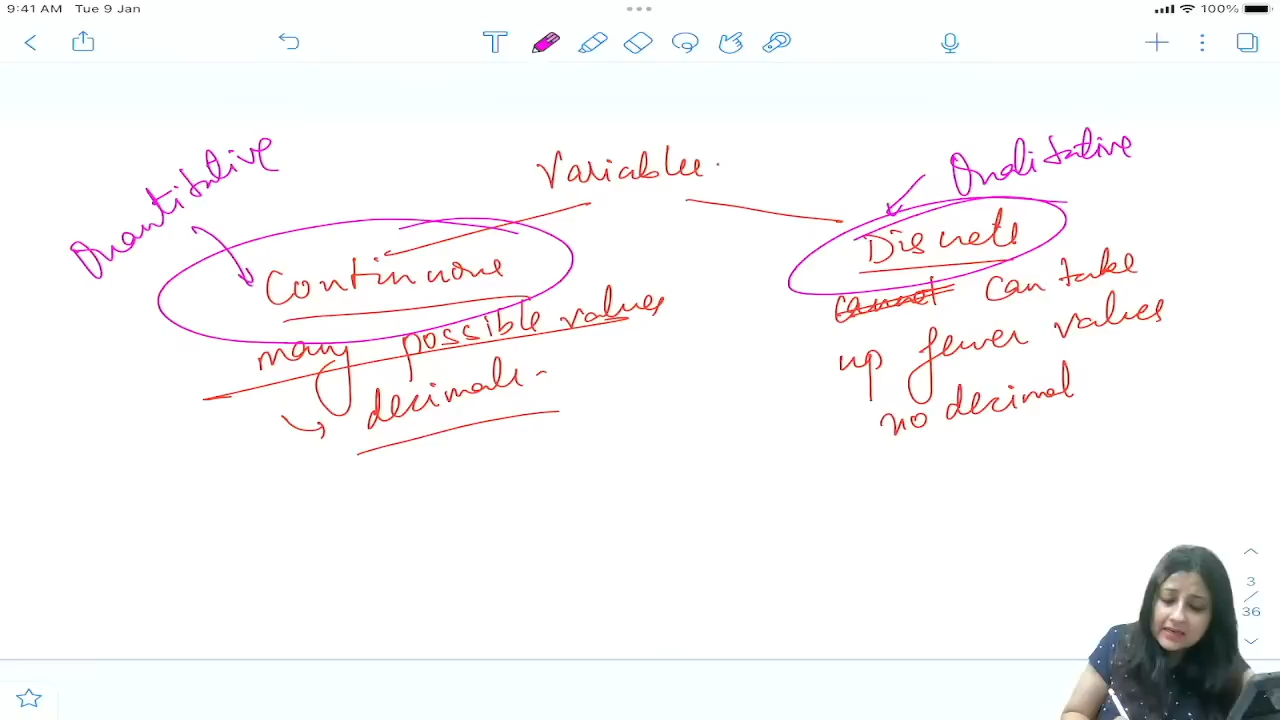 9:41 AM Tue 9 Jan
100%
T
Quantitative
Variables
Qualitative
Continuous
Discrete
many possible values
decimals
cannot can take
up fewer values
no decimal
3
/
36